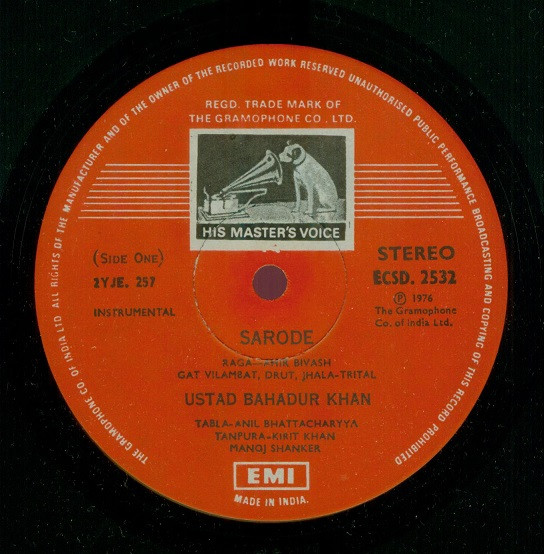 ALL RIGHTS OF THE MANUFACTURER AND OF THE OWNER OF THE RECORDED WORK RESERVED UNAUTHORISED PUBLIC PERFORMANCE BROADCASTING AND COPYING OF THIS RECORD PROHIBITED
THE GRAMOPHONE CO. OF INDIA LTD.
REGD. TRADE MARK OF
THE GRAMOPHONE CO., LTD.
HIS MASTER'S VOICE
(SIDE ONE)
2YJE. 257
INSTRUMENTAL
STEREO
ECSD. 2532
Ⓟ 1976
The Gramophone
Co. of India Ltd.
SARODE
RAGA-AHIR BIVASH
GAT VILAMBAT, DRUT, JHALA-TRITAL
USTAD BAHADUR KHAN
TABLA-ANIL BHATTACHARYYA
TANPURA-KIRIT KHAN
MANOJ SHANKER
EMI
MADE IN INDIA.